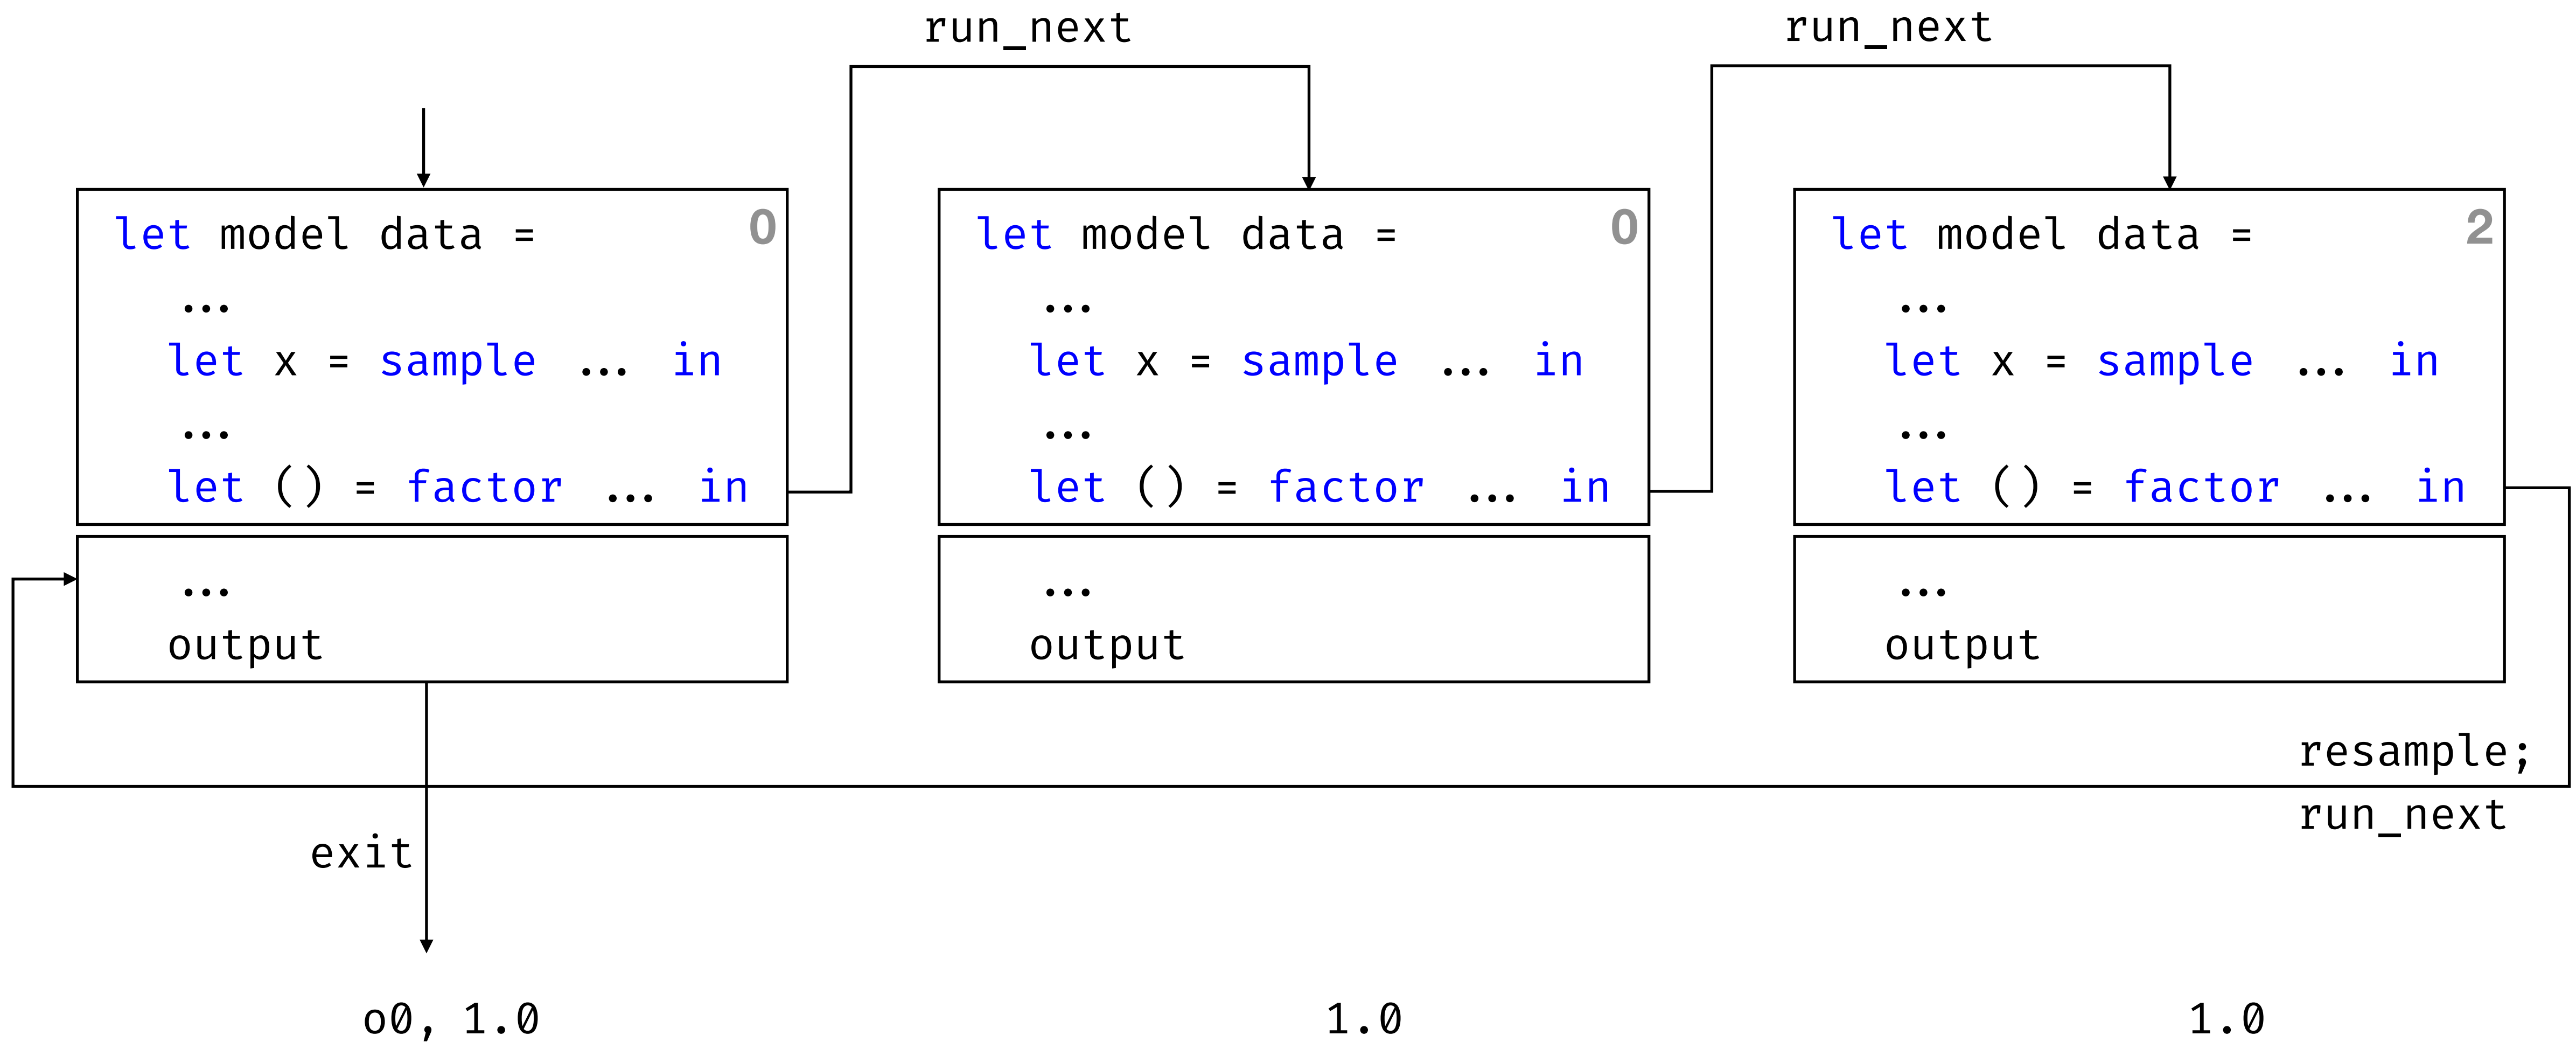 run_next
run_next
let model data = 0
...
let x = sample ... in
...
let () = factor ... in
...
output
let model data = 0
...
let x = sample ... in
...
let () = factor ... in
...
output
let model data = 2
...
let x = sample ... in
...
let () = factor ... in
...
output
resample;
run_next
exit
o0, 1.0
1.0
1.0